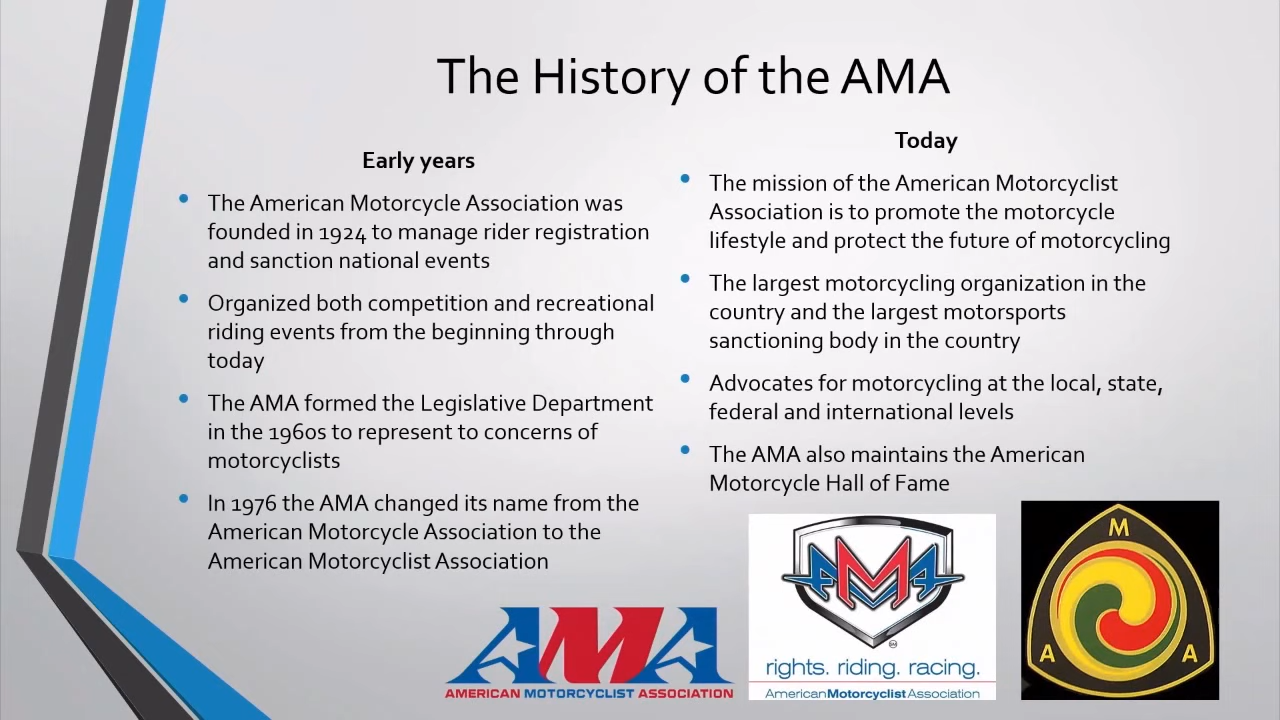 The History of the AMA
Early years
The American Motorcycle Association was
founded in 1924 to manage rider registration
and sanction national events
Organized both competition and recreational
riding events from the beginning through
today
The AMA formed the Legislative Department
in the 1960s to represent to concerns of
motorcyclists
In 1976 the AMA changed its name from the
American Motorcycle Association to the
American Motorcyclist Association
Today
The mission of the American Motorcyclist
Association is to promote the motorcycle
lifestyle and protect the future of motorcycling
The largest motorcycling organization in the
country and the largest motorsports
sanctioning body in the country
Advocates for motorcycling at the local, state,
federal and international levels
The AMA also maintains the American
Motorcycle Hall of Fame
AMA
AMERICAN MOTORCYCLIST ASSOCIATION
AMA
SM
rights. riding. racing.
AmericanMotorcyclistAssociation
M
A A